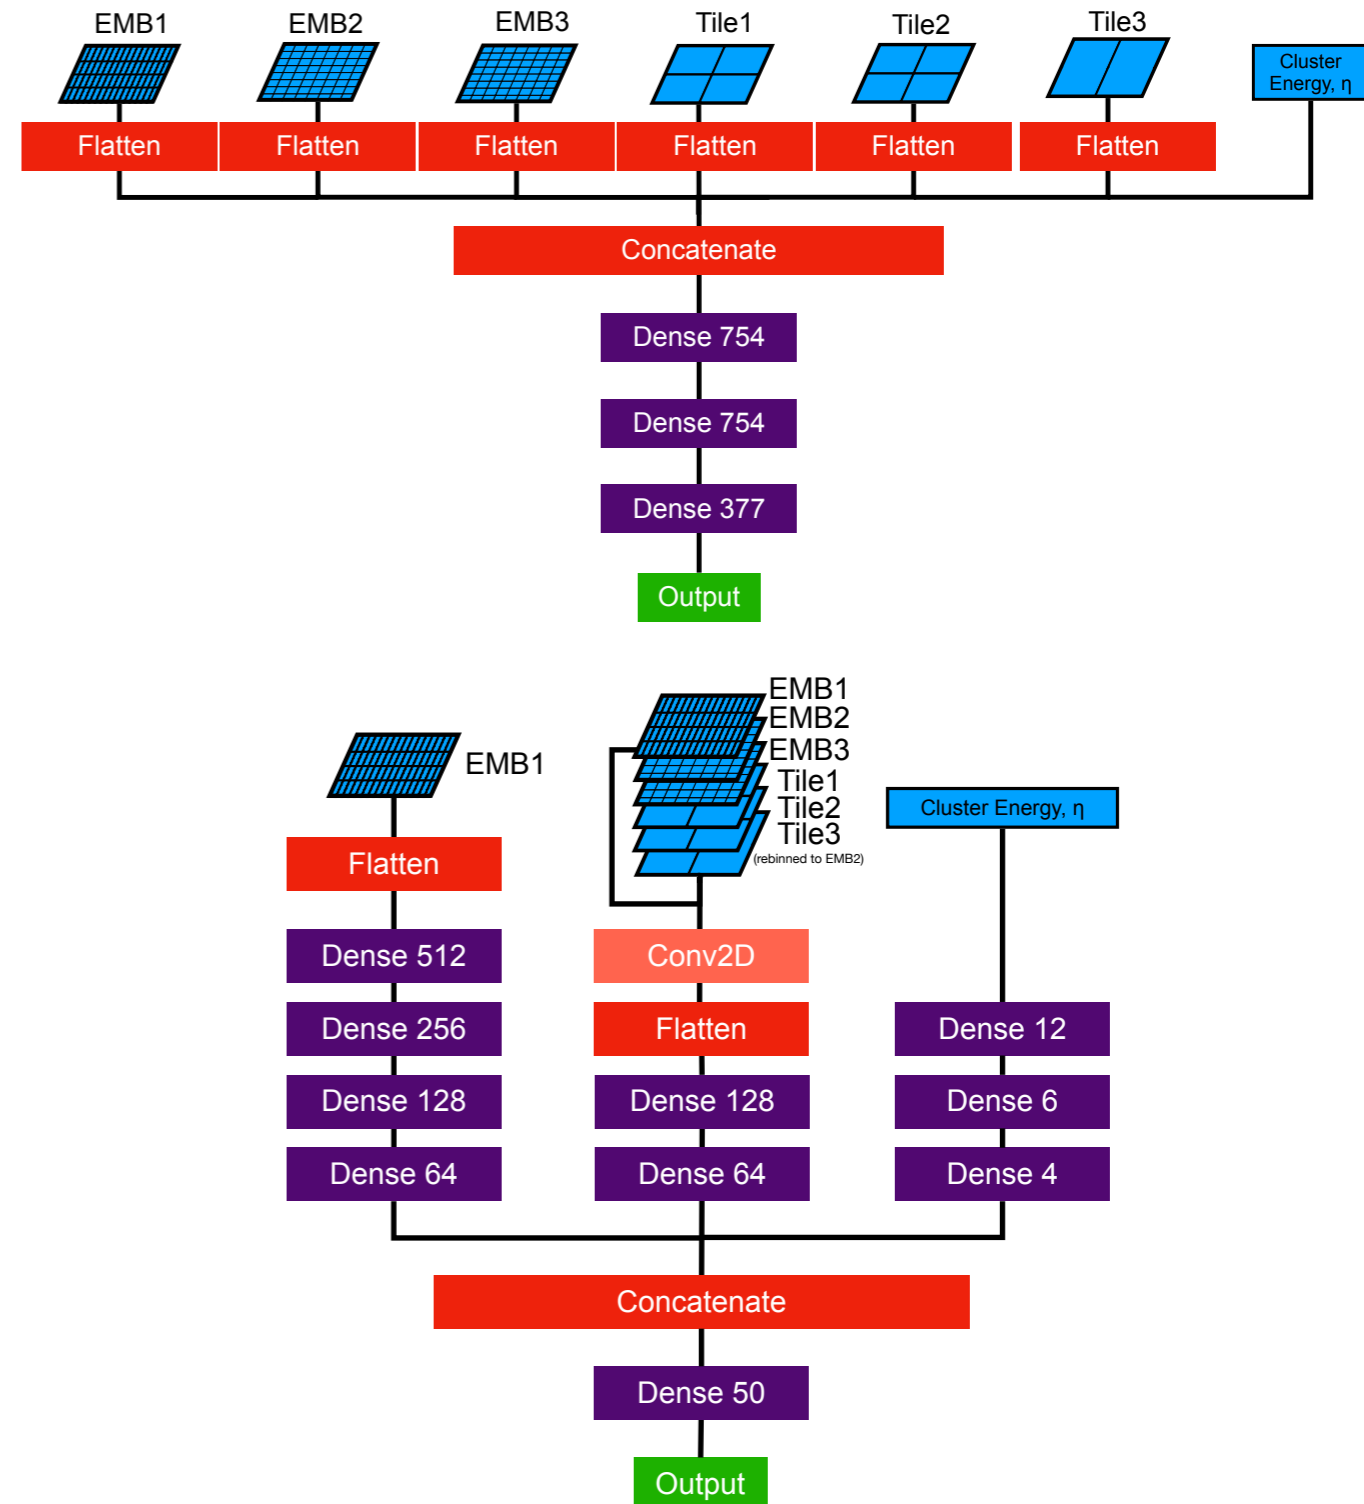 EMB1
EMB2
EMB3
Tile1
Tile2
Tile3
Cluster
Energy, η
Flatten
Flatten
Flatten
Flatten
Flatten
Flatten
Concatenate
Dense 754
Dense 754
Dense 377
Output
EMB1
EMB1
EMB2
EMB3
Tile1
Tile2
Tile3
(rebinned to EMB2)
Cluster Energy, η
Flatten
Dense 512
Conv2D
Dense 256
Flatten
Dense 12
Dense 128
Dense 128
Dense 6
Dense 64
Dense 64
Dense 4
Concatenate
Dense 50
Output